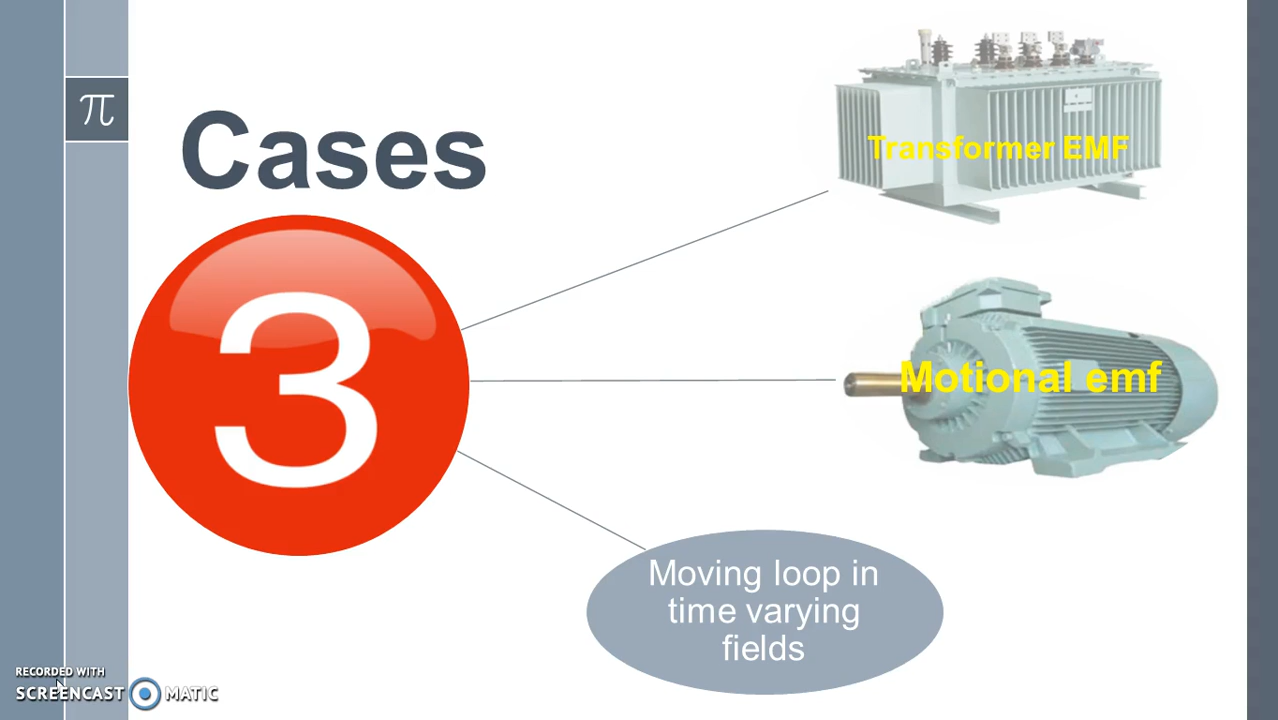 π
Cases
3
Transformer EMF
Motional emf
Moving loop in
time varying
fields
RECORDED WITH
SCREENCAST MATIC